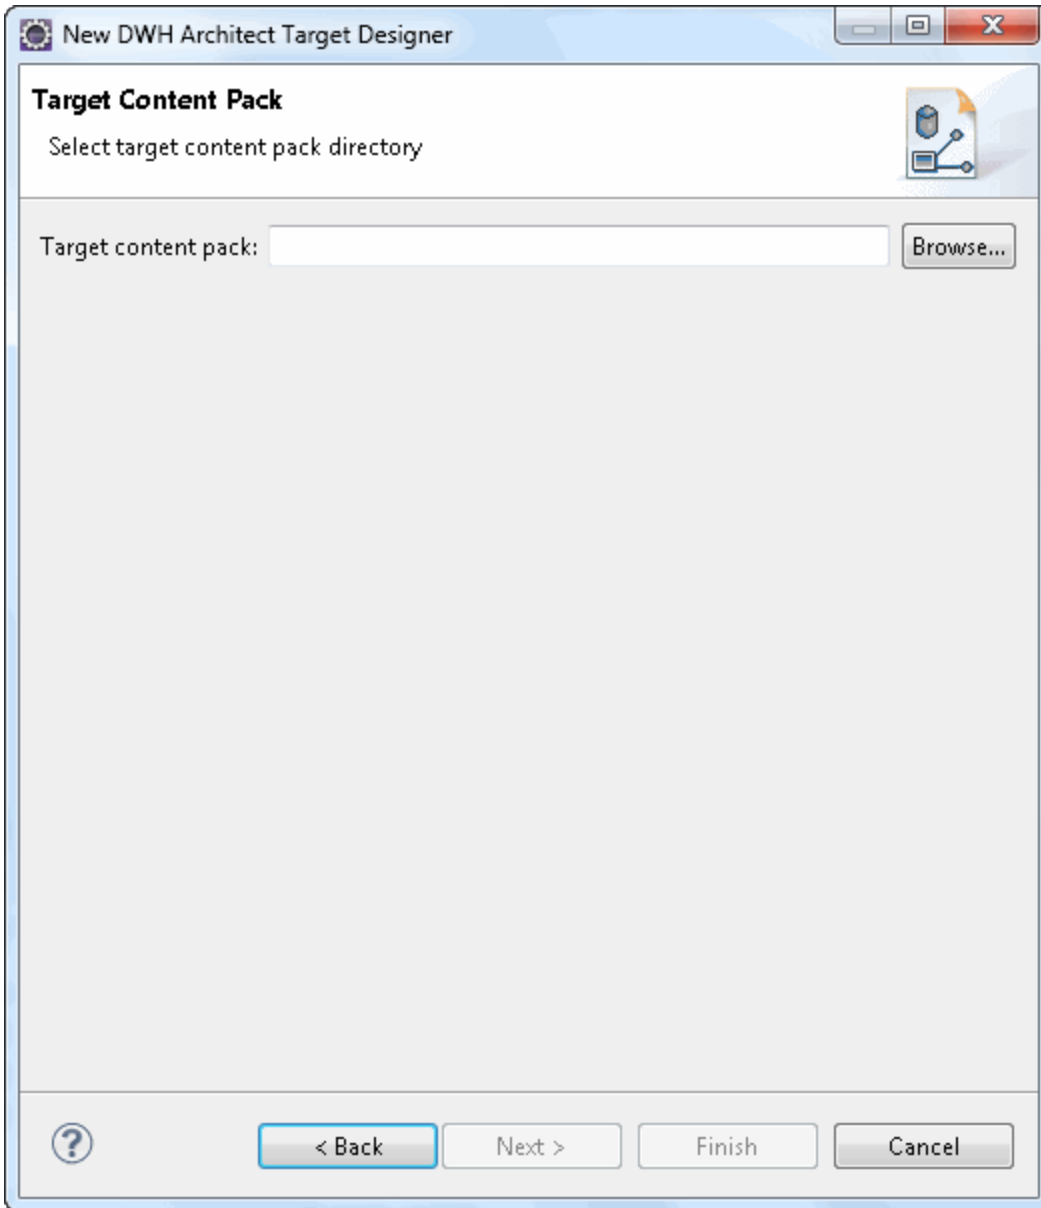 New DWH Architect Target Designer
Target Content Pack
Select target content pack directory
Target content pack:
Browse...
?
< Back
Next >
Finish
Cancel